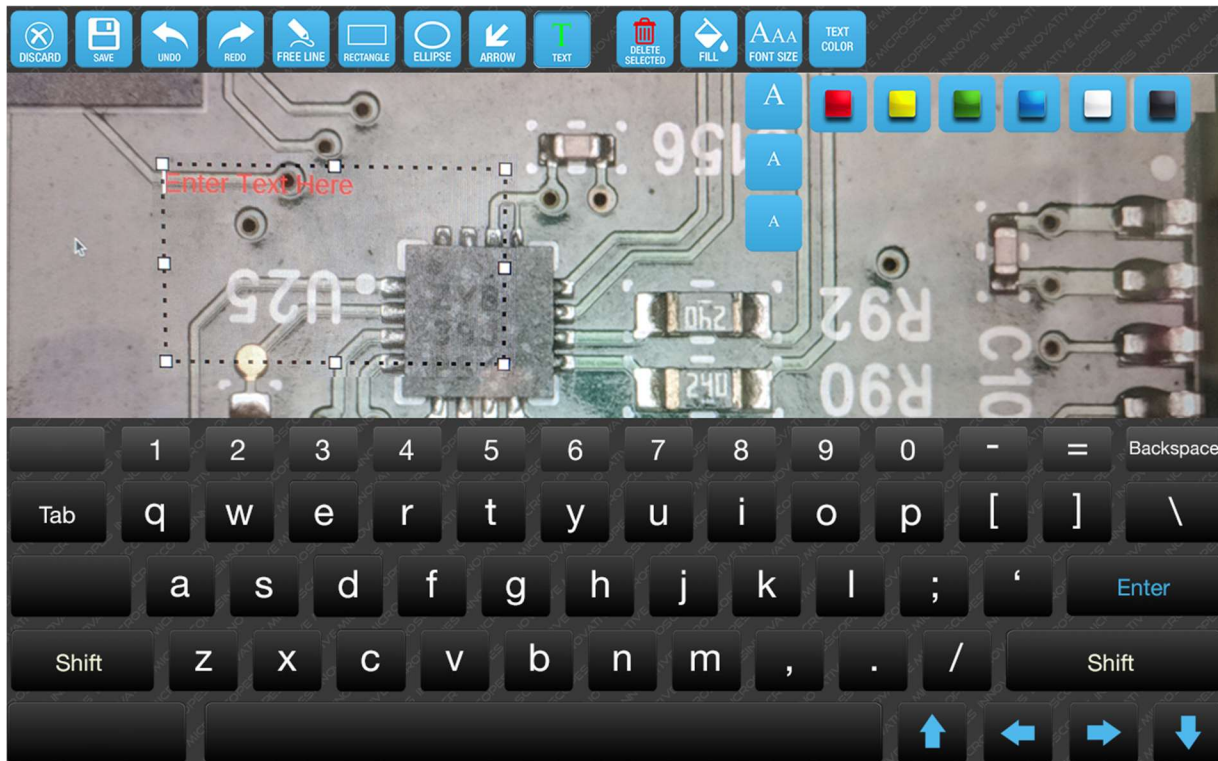 DISCARD SAVE UNDO REDO FREE LINE RECTANGLE ELLIPSE ARROW T TEXT DELETE SELECTED FILL AAA FONT SIZE TEXT COLOR
A
A
A
Enter Text Here
156
U25
240
R92
240
R90
C10
1 2 3 4 5 6 7 8 9 0 - = Backspace
Tab q w e r t y u i o p [ ] \
a s d f g h j k l ; ‘ Enter
Shift z x c v b n m , . / Shift